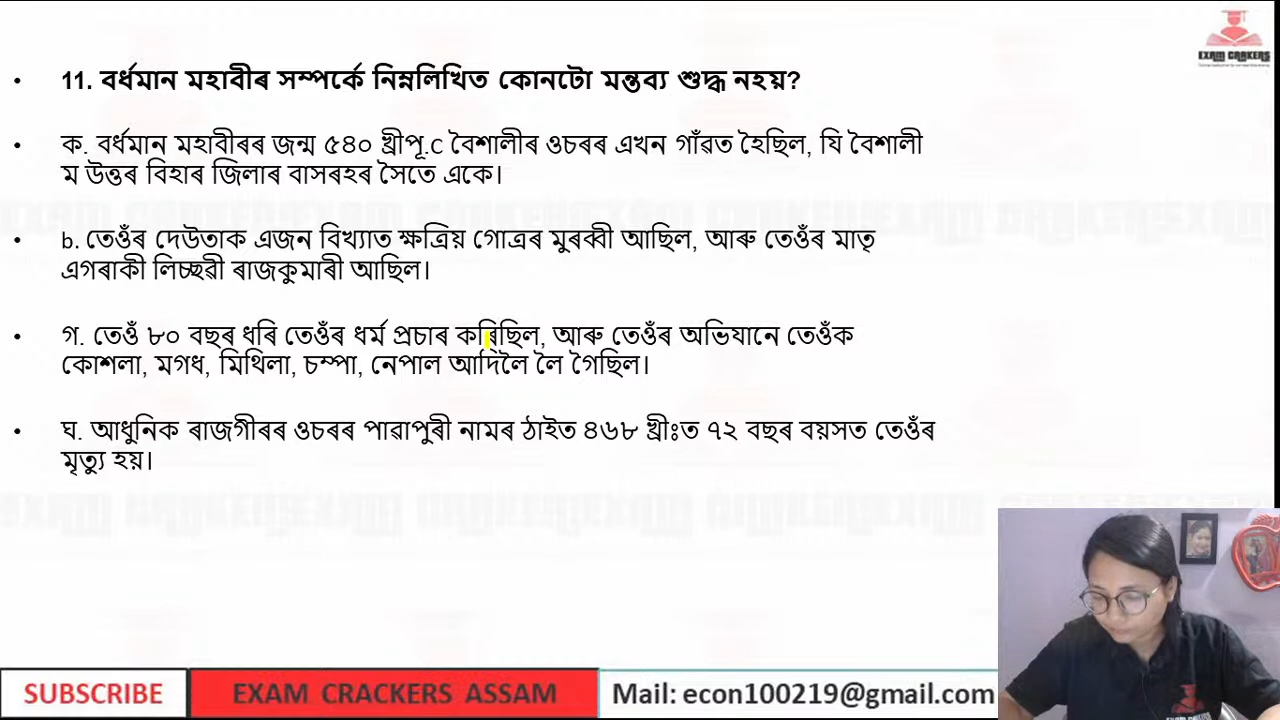 EXAM CRAKERS
• 11. বৰ্ধমান মহাবীৰ সম্পৰ্কে নিম্নলিখিত কোনটো মন্তব্য শুদ্ধ নহয়?
• ক. বৰ্ধমান মহাবীৰৰ জন্ম ৫৪০ খ্ৰীপূ.C বৈশালীৰ ওচৰৰ এখন গাঁৱত হৈছিল, যি বৈশালী
ম উত্তৰ বিহাৰ জিলাৰ বাসৰহৰ সৈতে একে।
• b. তেওঁৰ দেউতাক এজন বিখ্যাত ক্ষত্ৰিয় গোত্ৰৰ মুৰব্বী আছিল, আৰু তেওঁৰ মাতৃ
এগৰাকী লিচ্ছৱী ৰাজকুমাৰী আছিল।
• গ. তেওঁ ৮০ বছৰ ধৰি তেওঁৰ ধৰ্ম প্ৰচাৰ কৰিছিল, আৰু তেওঁৰ অভিযানে তেওঁক
কোশলা, মগধ, মিথিলা, চম্পা, নেপাল আদিলৈ লৈ গৈছিল।
• ঘ. আধুনিক ৰাজগীৰৰ ওচৰৰ পাৱাপুৰী নামৰ ঠাইত ৪৬৮ খ্ৰীঃত ৭২ বছৰ বয়সত তেওঁৰ
মৃত্যু হয়।
SUBSCRIBE EXAM CRACKERS ASSAM Mail: econ100219@gmail.com